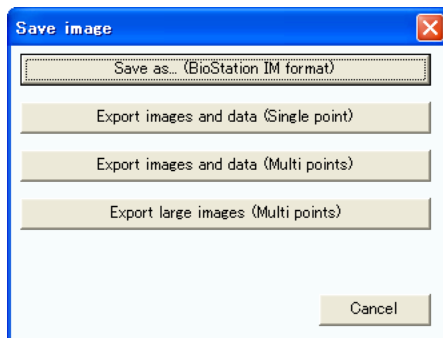 Save image
Save as... (BioStation IM format)
Export images and data (Single point)
Export images and data (Multi points)
Export large images (Multi points)
Cancel